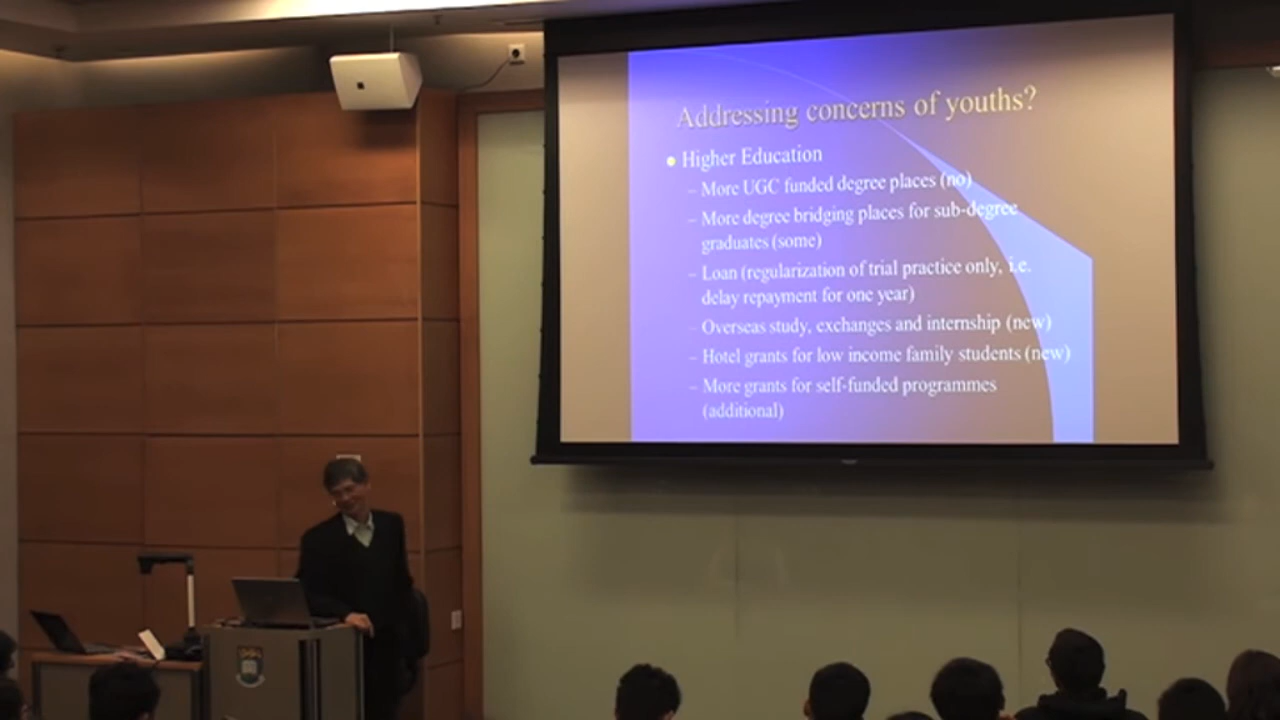 Addressing concerns of youths?
• Higher Education
– More UGC funded degree places (no)
– More degree bridging places for sub-degree
graduates (some)
– Loan (regularization of trial practice only, i.e.
delay repayment for one year)
– Overseas study, exchanges and internship (new)
– Hotel grants for low income family students (new)
– More grants for self-funded programmes
(additional)